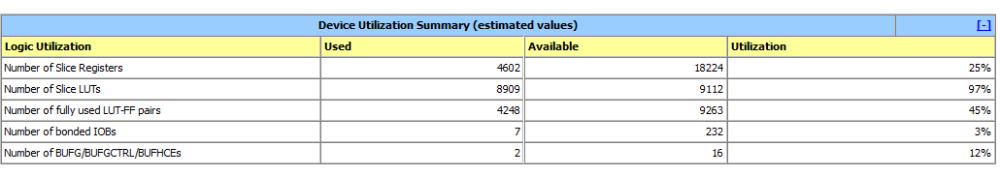 Device Utilization Summary (estimated values) [-]
Logic Utilization Used Available Utilization
Number of Slice Registers 4602 18224 25%
Number of Slice LUTs 8909 9112 97%
Number of fully used LUT-FF pairs 4248 9263 45%
Number of bonded IOBs 7 232 3%
Number of BUFG/BUFGCTRL/BUFHCEs 2 16 12%